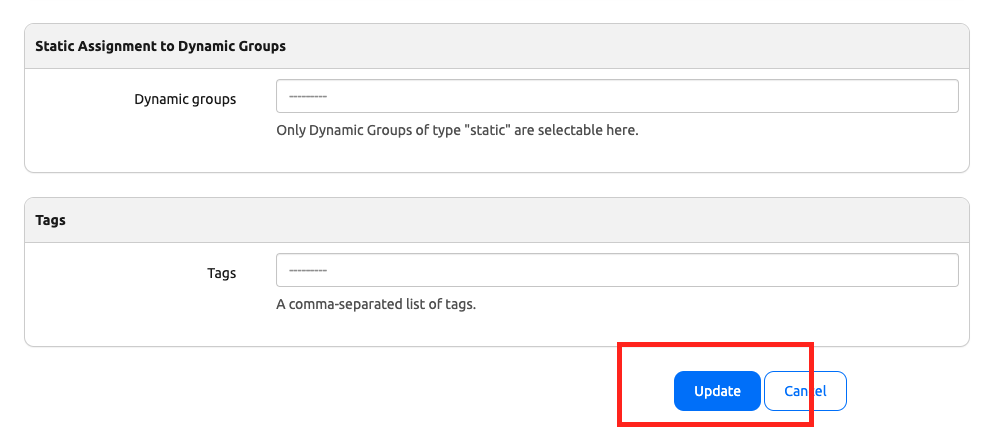 Static Assignment to Dynamic Groups
Dynamic groups
---------
Only Dynamic Groups of type "static" are selectable here.
Tags
Tags
---------
A comma-separated list of tags.
Update Cancel